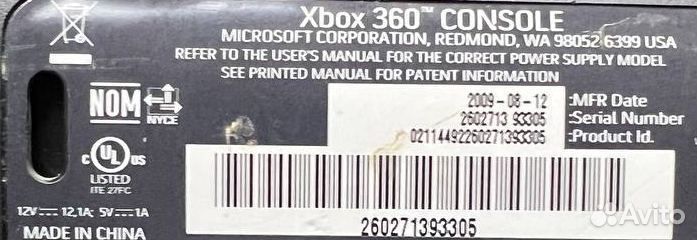 Xbox 360™ CONSOLE
MICROSOFT CORPORATION, REDMOND, WA 98052 6399 USA
REFER TO THE USER'S MANUAL FOR THE CORRECT POWER SUPPLY MODEL
SEE PRINTED MANUAL FOR PATENT INFORMATION
2009-08-12 :MFR Date
2602713 93305 :Serial Number
02114492260271393305 :Product Id.
NOM
NYCE
C UL US
LISTED
ITE 27FC
12V 12,1A; 5V 1A
MADE IN CHINA
260271393305
Avito